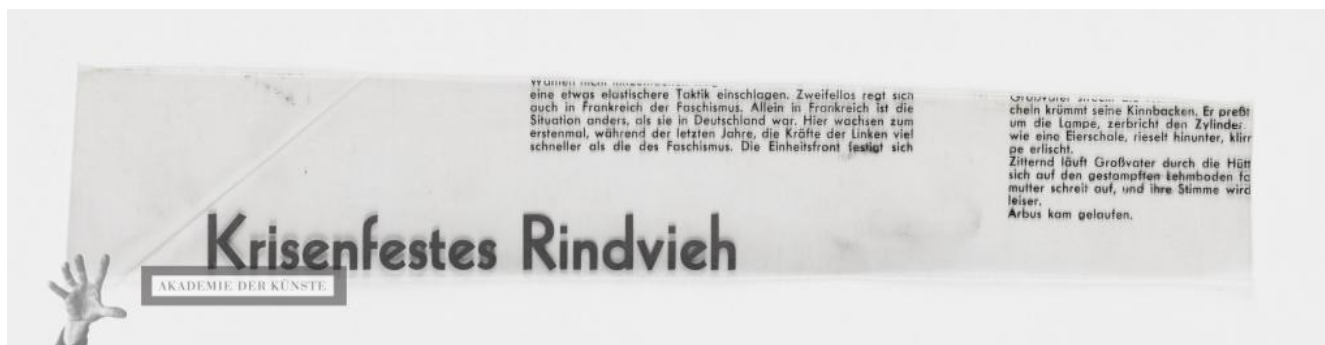 eine etwas elastischere Taktik einschlagen. Zweifellos regt sich
auch in Frankreich der Faschismus. Allein in Frankreich ist die
Situation anders, als sie in Deutschland war. Hier wachsen zum
erstenmal, während der letzten Jahre, die Kräfte der Linken viel
schneller als die des Faschismus. Die Einheitsfront festigt sich
Großvater
cheln krümmt seine Kinnbacken. Er preßt
um die Lampe, zerbricht den Zylinder.
wie eine Eierschale, rieselt hinunter, klirr
pe erlischt.
Zitternd läuft Großvater durch die Hütt
sich auf den gestampften Lehmboden fa
mutter schreit auf, und ihre Stimme wird
leiser.
Arbus kam gelaufen.
Krisenfestes Rindvieh
AKADEMIE DER KÜNSTE